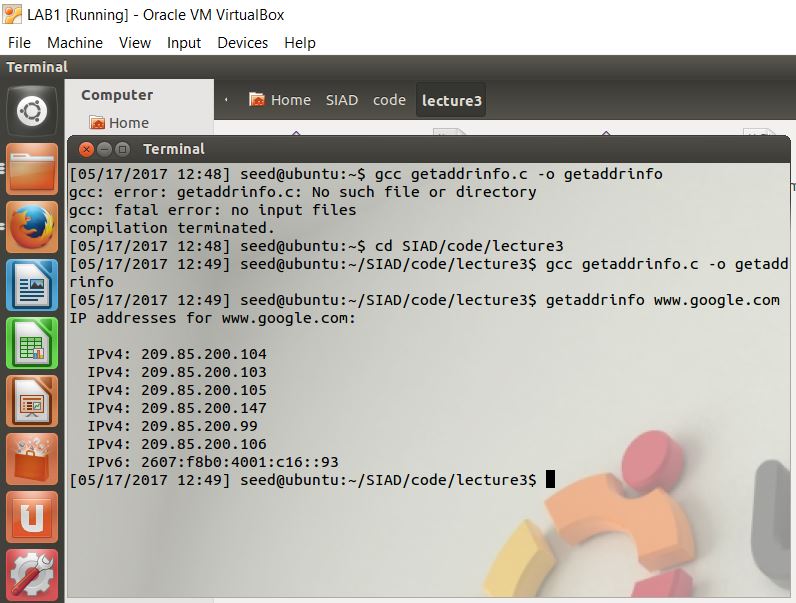 LAB1 [Running] - Oracle VM VirtualBox
File Machine View Input Devices Help
Terminal
Computer
Home
Home SIAD code lecture3
Terminal
[05/17/2017 12:48] seed@ubuntu:~$ gcc getaddrinfo.c -o getaddrinfo
gcc: error: getaddrinfo.c: No such file or directory
gcc: fatal error: no input files
compilation terminated.
[05/17/2017 12:48] seed@ubuntu:~$ cd SIAD/code/lecture3
[05/17/2017 12:49] seed@ubuntu:~/SIAD/code/lecture3$ gcc getaddrinfo.c -o getadd
rinfo
[05/17/2017 12:49] seed@ubuntu:~/SIAD/code/lecture3$ getaddrinfo www.google.com
IP addresses for www.google.com:
IPv4: 209.85.200.104
IPv4: 209.85.200.103
IPv4: 209.85.200.105
IPv4: 209.85.200.147
IPv4: 209.85.200.99
IPv4: 209.85.200.106
IPv6: 2607:f8b0:4001:c16::93
[05/17/2017 12:49] seed@ubuntu:~/SIAD/code/lecture3$